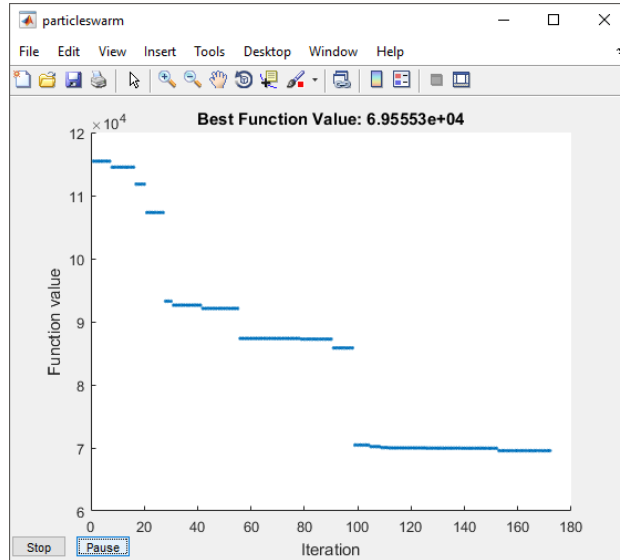 particleswarm
File Edit View Insert Tools Desktop Window Help
×10^4
Best Function Value: 6.95553e+04
12
11
10
9
8
7
6
Function value
0 20 40 60 80 100 120 140 160 180
Iteration
Stop Pause